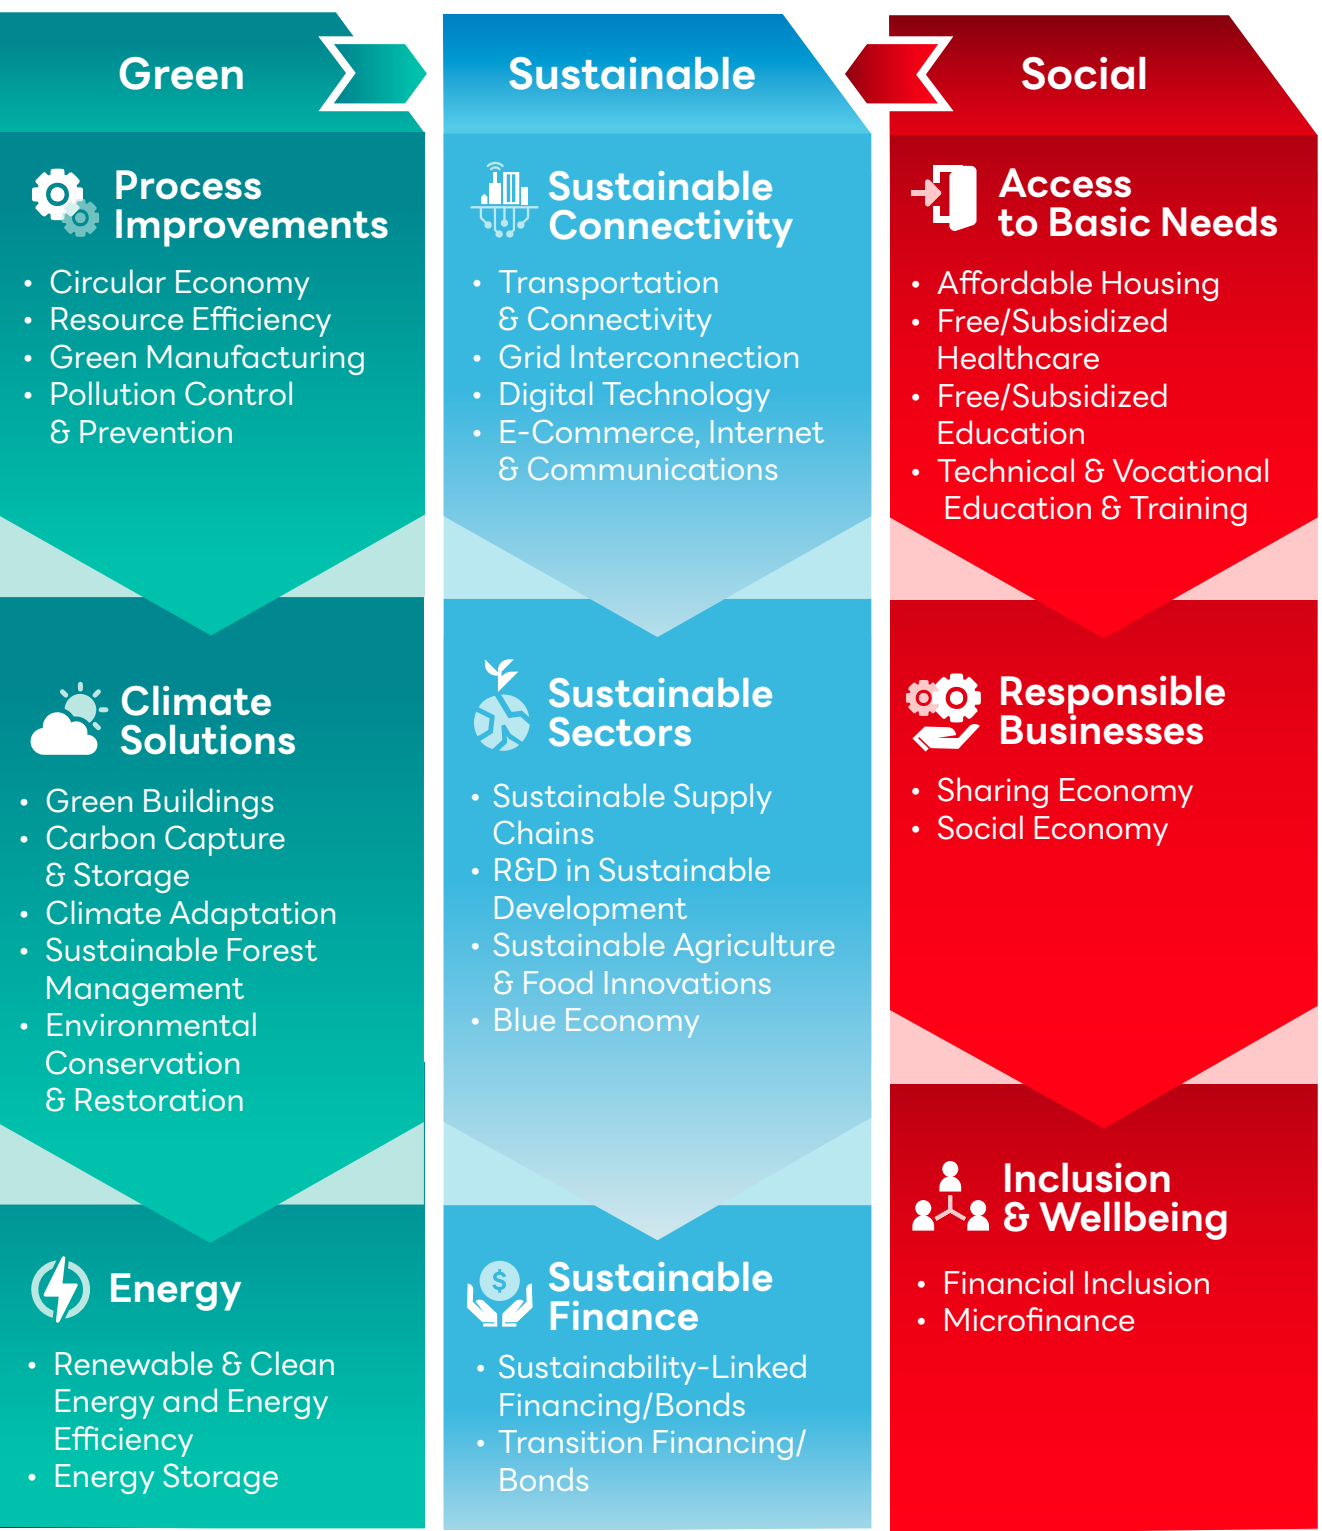 Green
Process
Improvements
• Circular Economy
• Resource Efficiency
• Green Manufacturing
• Pollution Control
& Prevention
Climate
Solutions
• Green Buildings
• Carbon Capture
& Storage
• Climate Adaptation
• Sustainable Forest
Management
• Environmental
Conservation
& Restoration
Energy
• Renewable & Clean
Energy and Energy
Efficiency
• Energy Storage
Sustainable
Sustainable
Connectivity
• Transportation
& Connectivity
• Grid Interconnection
• Digital Technology
• E-Commerce, Internet
& Communications
Sustainable
Sectors
• Sustainable Supply
Chains
• R&D in Sustainable
Development
• Sustainable Agriculture
& Food Innovations
• Blue Economy
$
Sustainable
Finance
• Sustainability-Linked
Financing/Bonds
• Transition Financing/
Bonds
Social
Access
to Basic Needs
• Affordable Housing
• Free/Subsidized
Healthcare
• Free/Subsidized
Education
• Technical & Vocational
Education & Training
Responsible
Businesses
• Sharing Economy
• Social Economy
Inclusion
& Wellbeing
• Financial Inclusion
• Microfinance